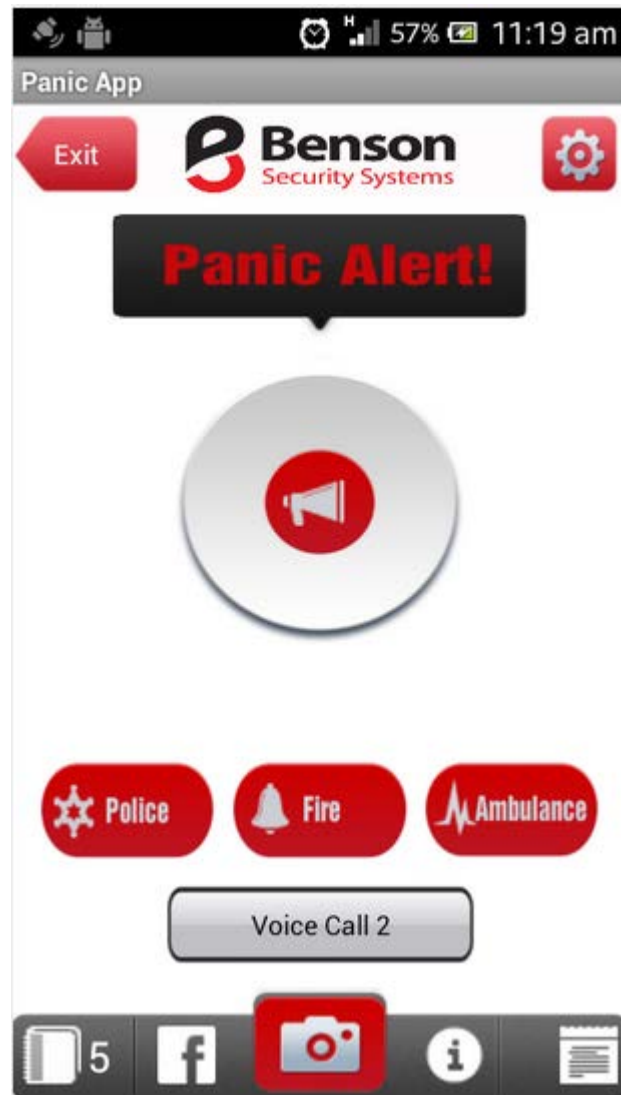 H 57% 11:19 am
Panic App
Exit
Benson
Security Systems
Panic Alert!
Police
Fire
Ambulance
Voice Call 2
5
f
i